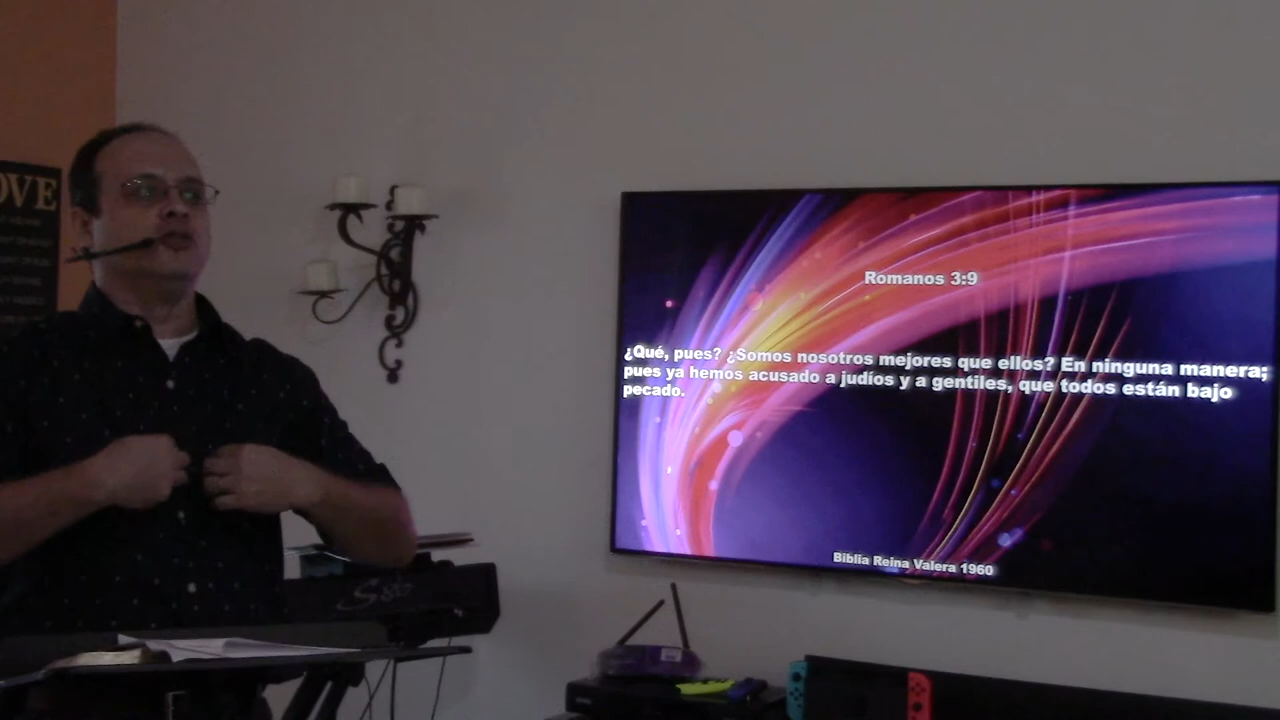 OVE
Romanos 3:9
¿Qué, pues? ¿Somos nosotros mejores que ellos? En ninguna manera;
pues ya hemos acusado a judíos y a gentiles, que todos están bajo
pecado.
Biblia Reina Valera 1960